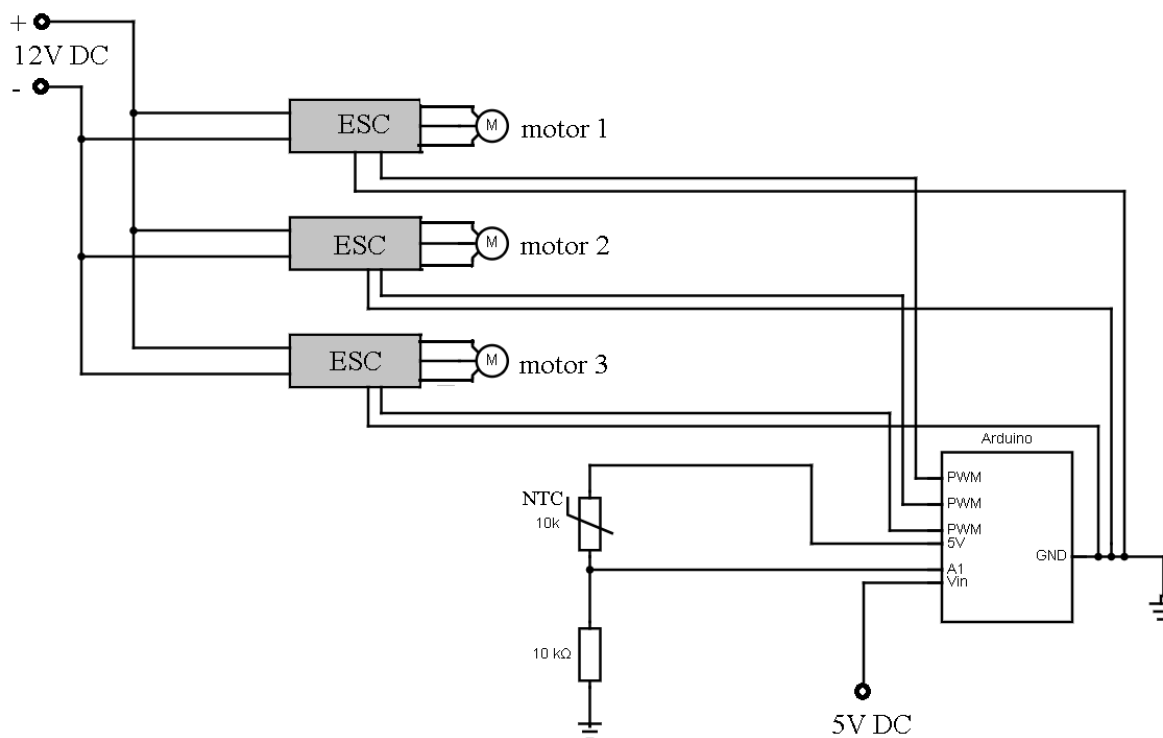 +
12V DC
-
ESC
M
motor 1
ESC
M
motor 2
ESC
M
motor 3
Arduino
PWM
NTC
10k
PWM
PWM
5V
GND
A1
Vin
10 kΩ
5V DC